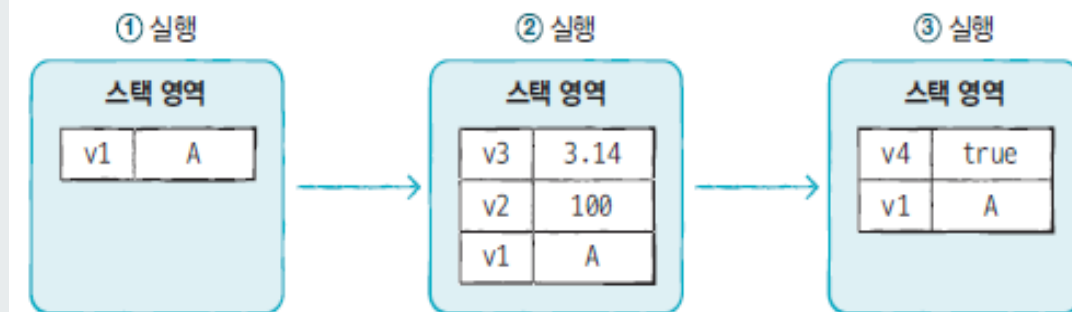 ① 실행
② 실행
③ 실행
스택 영역
v1 A
스택 영역
v3 3.14
v2 100
v1 A
스택 영역
v4 true
v1 A